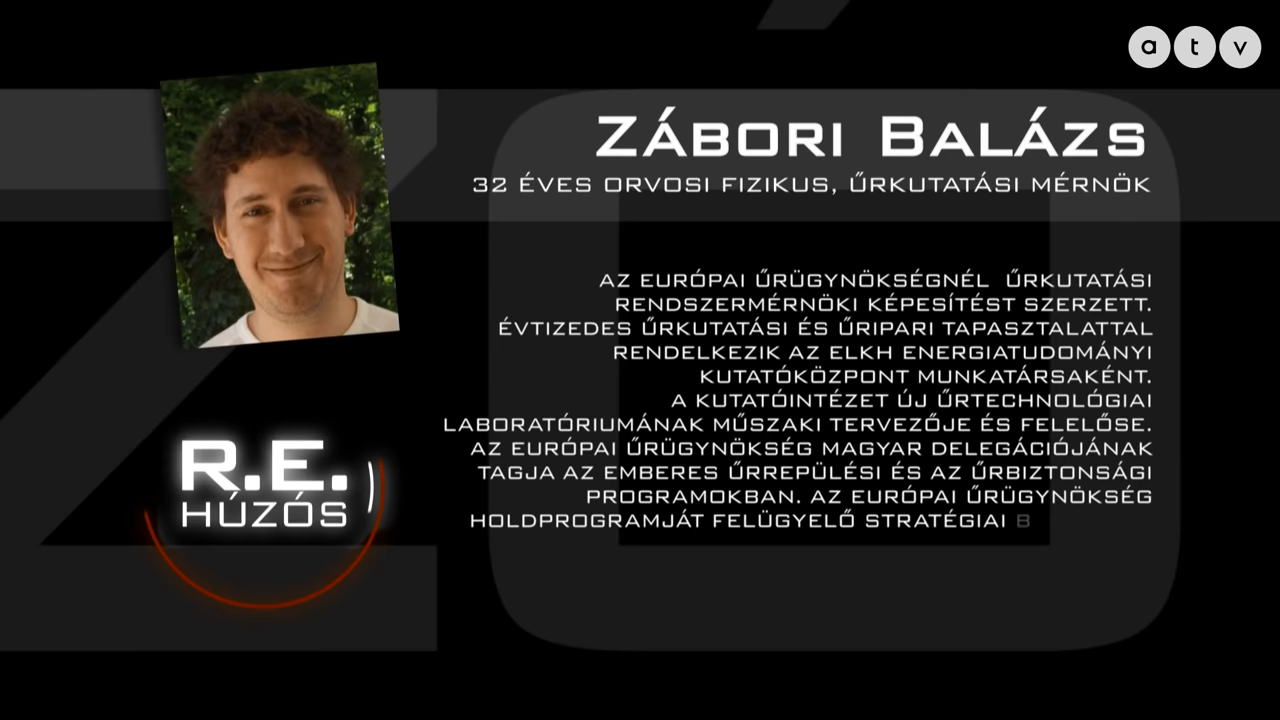 atv
ZÁBORI BALÁZS
32 ÉVES ORVOSI FIZIKUS, ŰRKUTATÁSI MÉRNÖK
AZ EURÓPAI ŰRÜGYNÖKSÉGNÉL ŰRKUTATÁSI
RENDSZERMÉRNÖKI KÉPESÍTÉST SZERZETT.
ÉVTIZEDES ŰRKUTATÁSI ÉS ŰRIPARI TAPASZTALATTAL
RENDELKEZIK AZ ELKH ENERGIATUDOMÁNYI
KUTATÓKÖZPONT MUNKATÁRSAKÉNT.
A KUTATÓINTÉZET ÚJ ŰRTECHNOLÓGIAI
LABORATÓRIUMÁNAK MŰSZAKI TERVEZŐJE ÉS FELELŐSE.
AZ EURÓPAI ŰRÜGYNÖKSÉG MAGYAR DELEGÁCIÓJÁNAK
TAGJA AZ EMBERES ŰRREPÜLÉSI ÉS AZ ŰRBIZTONSÁGI
PROGRAMOKBAN. AZ EURÓPAI ŰRÜGYNÖKSÉG
HOLDPROGRAMJÁT FELÜGYELŐ STRATÉGIAI B
R.E.
HÚZÓS